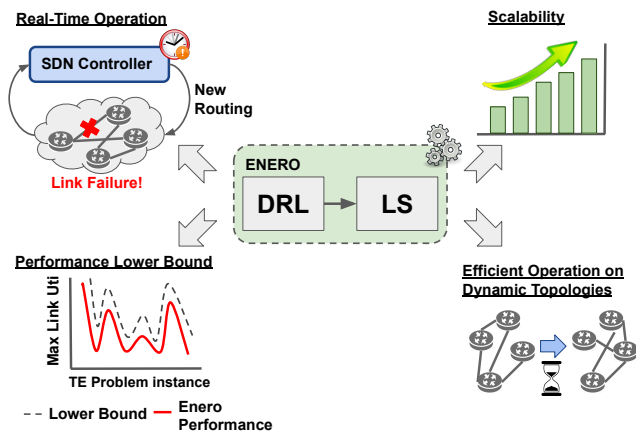 Real-Time Operation
SDN Controller
New
Routing
Link Failure!
Scalability
ENERO
DRL
LS
Performance Lower Bound
Max Link Uti
TE Problem instance
Lower Bound
Enero
Performance
Efficient Operation on
Dynamic Topologies